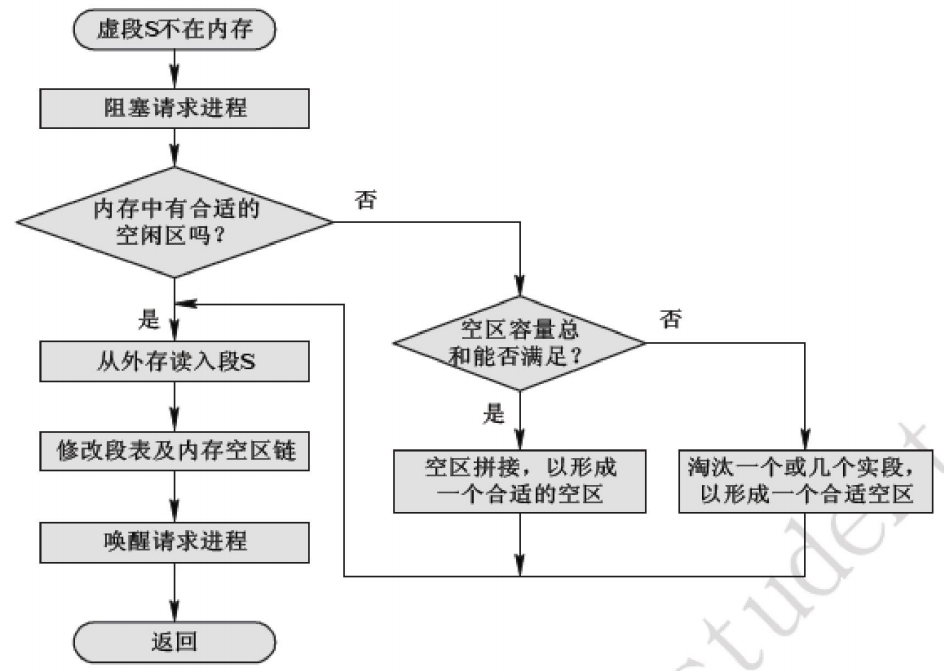 虚段S不在内存
阻塞请求进程
内存中有合适的
空闲区吗？
否
是
空区容量总
和能否满足？
否
从外存读入段S
是
修改段表及内存空区链
空区拼接，以形成
一个合适的空区
淘汰一个或几个实段，
以形成一个合适空区
唤醒请求进程
返回
Student